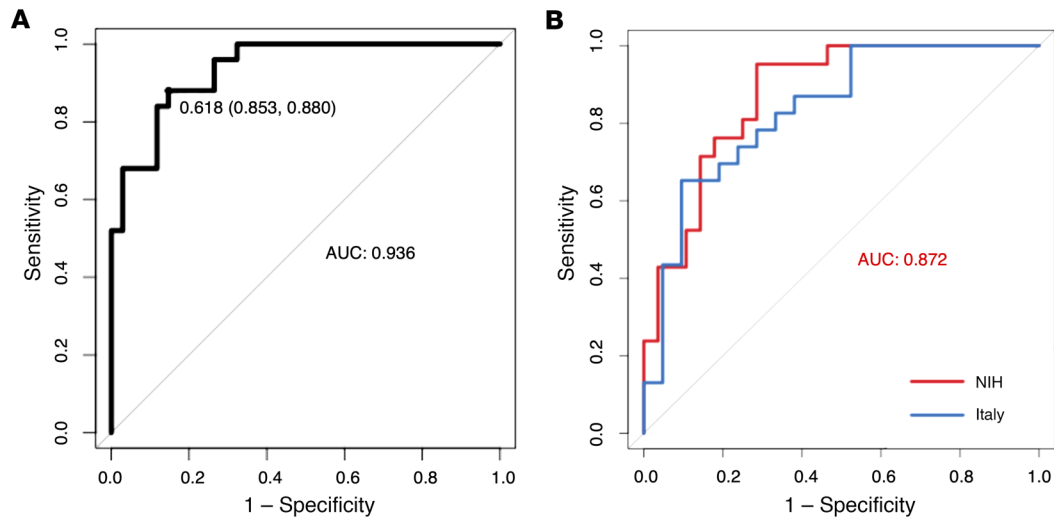 A
1.0
0.8
0.6
0.4
0.2
0.0
Sensitivity
0.618 (0.853, 0.880)
AUC: 0.936
0.0 0.2 0.4 0.6 0.8 1.0
1 – Specificity
B
1.0
0.8
0.6
0.4
0.2
0.0
Sensitivity
AUC: 0.872
NIH
Italy
0.0 0.2 0.4 0.6 0.8 1.0
1 – Specificity